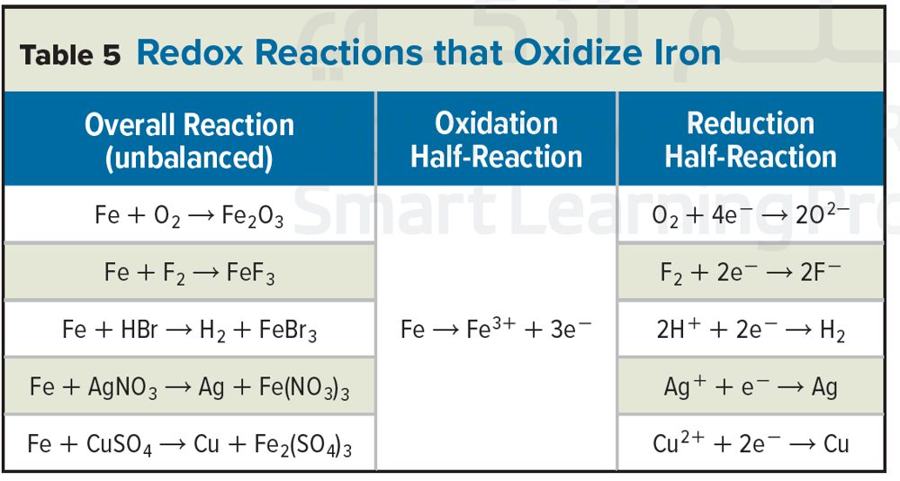 Table 5 Redox Reactions that Oxidize Iron
Overall Reaction (unbalanced) Oxidation Half-Reaction Reduction Half-Reaction
Fe + O₂ → Fe₂O₃ O₂ + 4e⁻ → 2O²⁻
Fe + F₂ → FeF₃ F₂ + 2e⁻ → 2F⁻
Fe + HBr → H₂ + FeBr₃ Fe → Fe³⁺ + 3e⁻ 2H⁺ + 2e⁻ → H₂
Fe + AgNO₃ → Ag + Fe(NO₃)₃ Ag⁺ + e⁻ → Ag
Fe + CuSO₄ → Cu + Fe₂(SO₄)₃ Cu²⁺ + 2e⁻ → Cu
Smart Learning